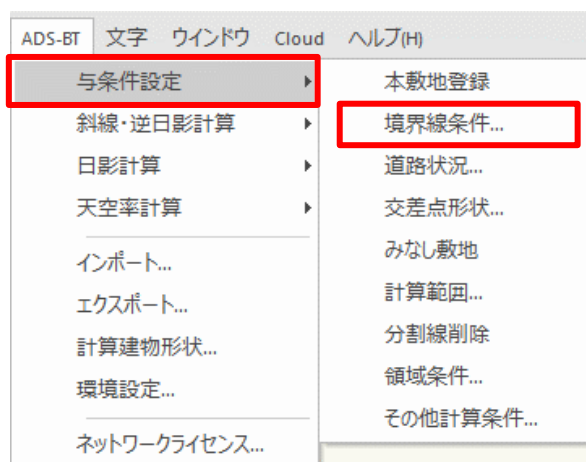 ADS-BT 文字 ウインドウ Cloud ヘルプ(H)
与条件設定
斜線・逆日影計算
日影計算
天空率計算
インポート...
エクスポート...
計算建物形状...
環境設定...
ネットワークライセンス...
本敷地登録
境界線条件...
道路状況...
交差点形状...
みなし敷地
計算範囲...
分割線削除
領域条件...
その他計算条件...